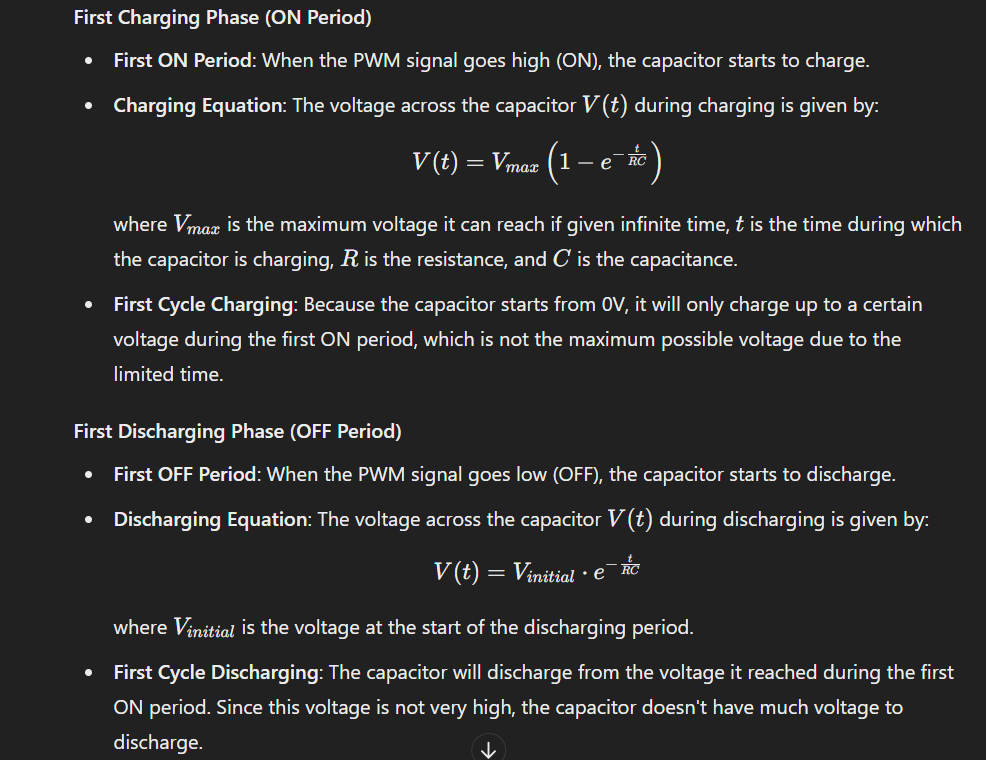 First Charging Phase (ON Period)
• First ON Period: When the PWM signal goes high (ON), the capacitor starts to charge.
• Charging Equation: The voltage across the capacitor V(t) during charging is given by:
V(t) = V_{max} (1 − e^{−\frac{t}{RC}})
where V_{max} is the maximum voltage it can reach if given infinite time, t is the time during which
the capacitor is charging, R is the resistance, and C is the capacitance.
• First Cycle Charging: Because the capacitor starts from 0V, it will only charge up to a certain
voltage during the first ON period, which is not the maximum possible voltage due to the
limited time.
First Discharging Phase (OFF Period)
• First OFF Period: When the PWM signal goes low (OFF), the capacitor starts to discharge.
• Discharging Equation: The voltage across the capacitor V(t) during discharging is given by:
V(t) = V_{initial} · e^{−\frac{t}{RC}}
where V_{initial} is the voltage at the start of the discharging period.
• First Cycle Discharging: The capacitor will discharge from the voltage it reached during the first
ON period. Since this voltage is not very high, the capacitor doesn't have much voltage to
discharge.